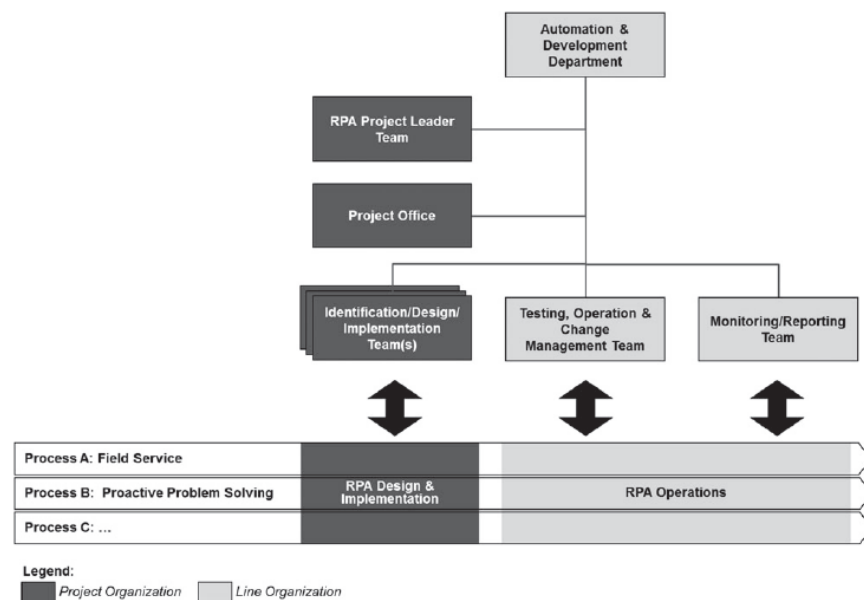 Automation &
Development
Department
RPA Project Leader
Team
Project Office
Identification/Design/
Implementation
Team(s)
Testing, Operation &
Change
Management Team
Monitoring/Reporting
Team
Process A: Field Service
Process B: Proactive Problem Solving
Process C: ...
RPA Design &
Implementation
RPA Operations
Legend:
Project Organization
Line Organization